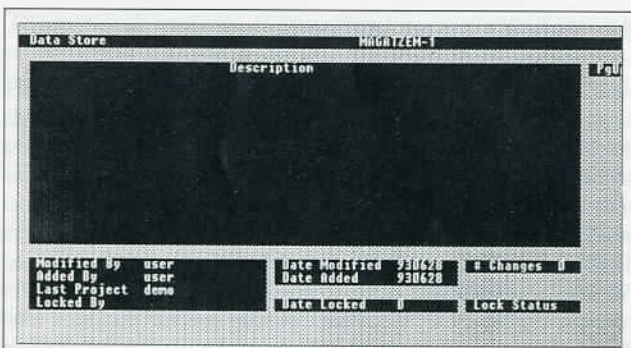 Data Store MAGATZEM-1
Description PgU
Modified By user Date Modified 930628 # Changes 0
Added By user Date Added 930628
Last Project demo
Locked By Date Locked 0 Lock Status